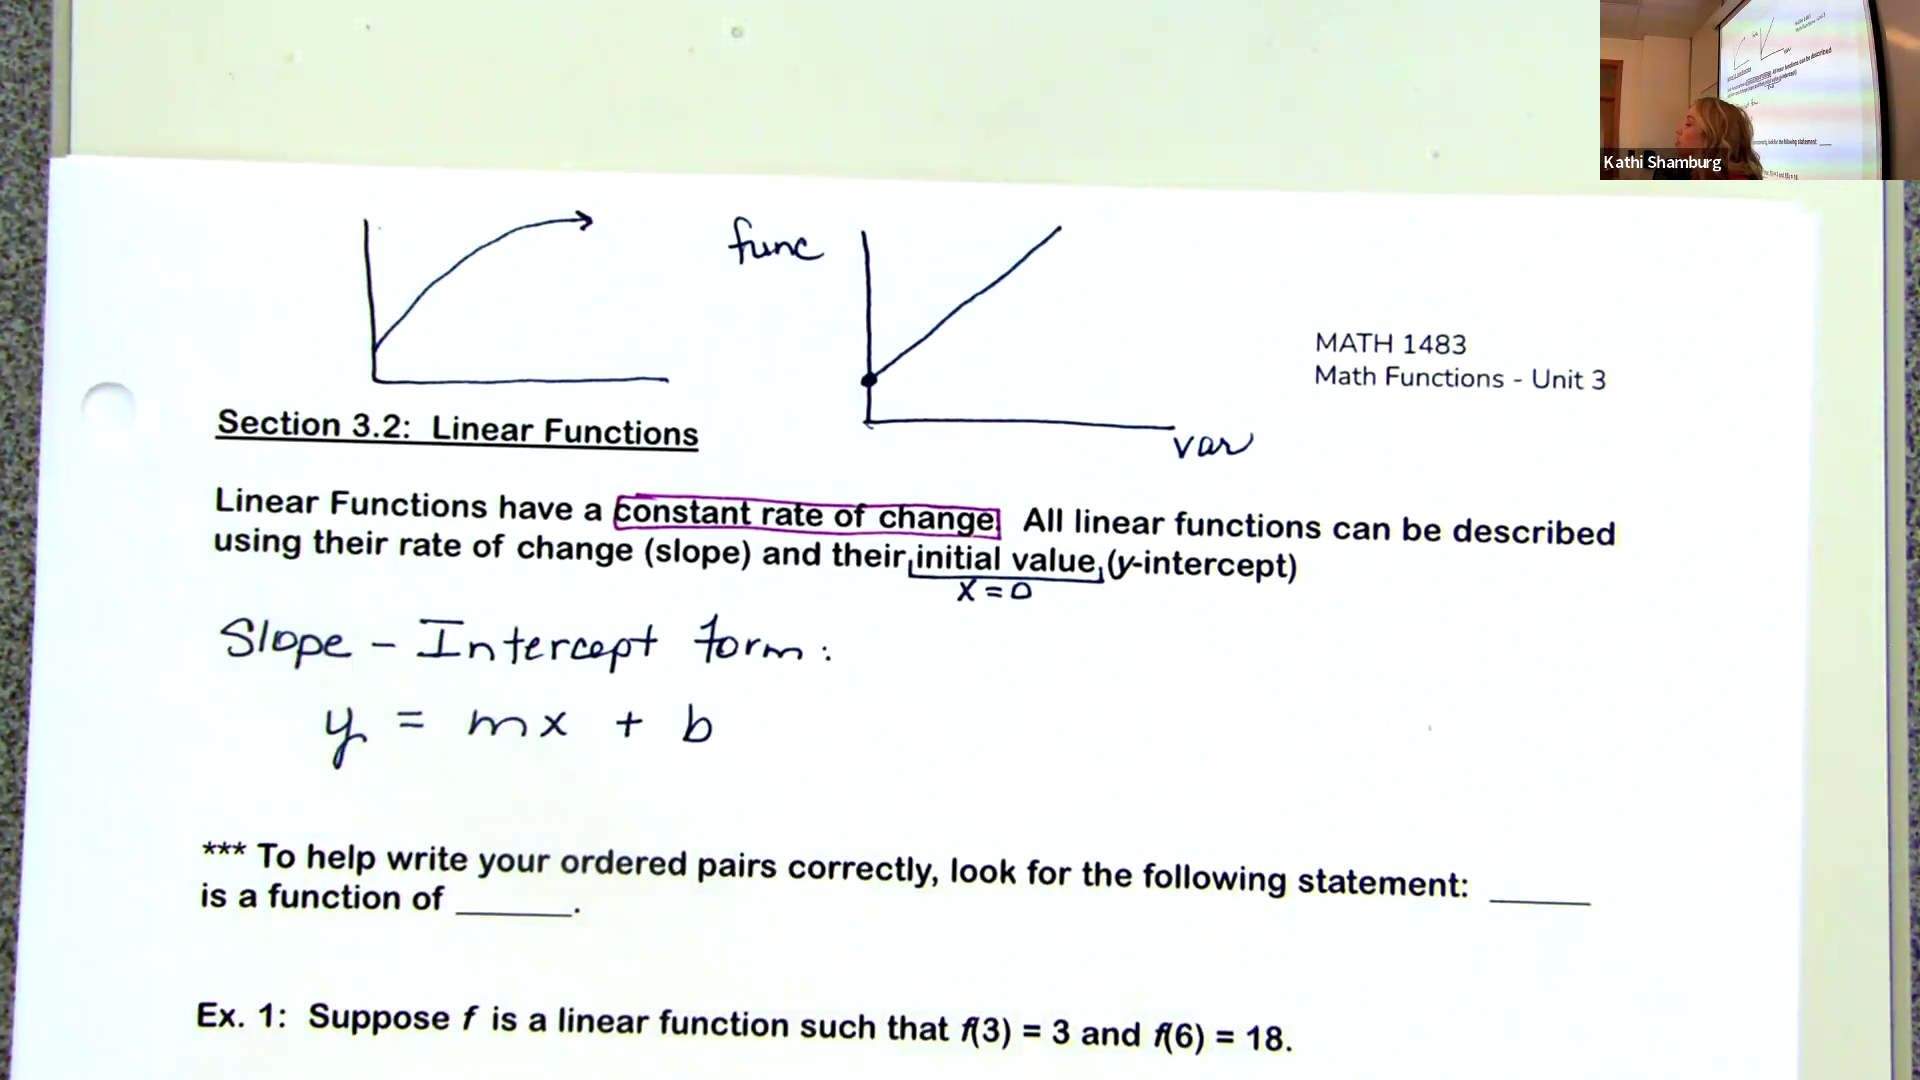 Kathi Shamburg
func
MATH 1483
Math Functions - Unit 3
var
Section 3.2: Linear Functions
Linear Functions have a constant rate of change. All linear functions can be described
using their rate of change (slope) and their initial value (y-intercept)
x = 0
Slope - Intercept form:
y = mx + b
*** To help write your ordered pairs correctly, look for the following statement: ______
is a function of _______.
Ex. 1: Suppose f is a linear function such that f(3) = 3 and f(6) = 18.